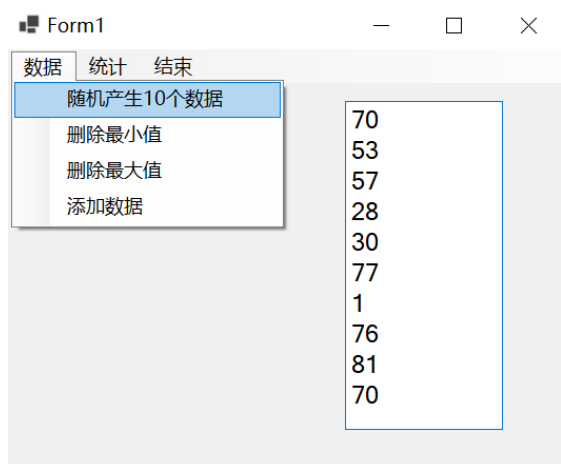 Form1
数据 统计 结束
随机产生10个数据
删除最小值
删除最大值
添加数据
70
53
57
28
30
77
1
76
81
70